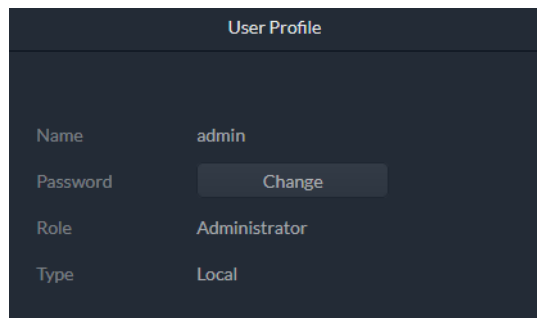 User Profile
Name admin
Password Change
Role Administrator
Type Local